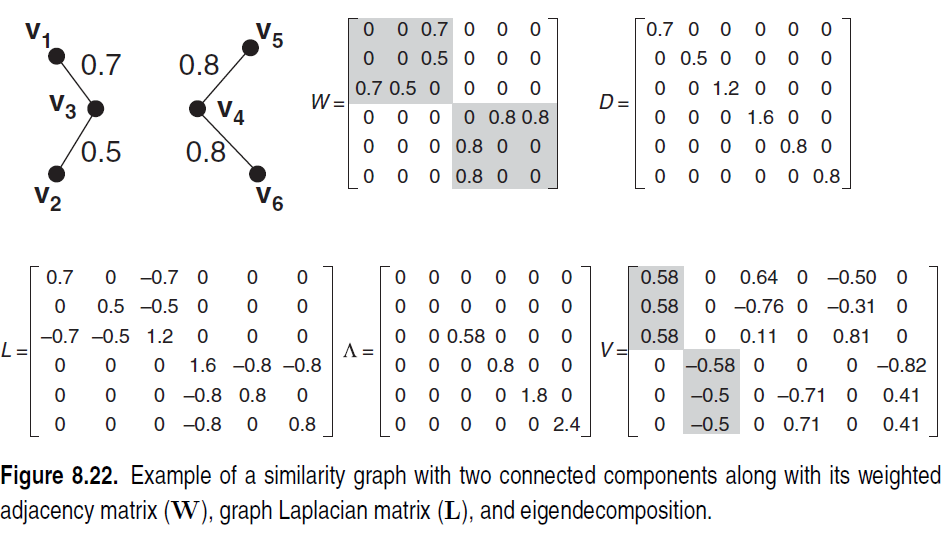 v1 0.7 v3 0.5 v2
v5 0.8 v4 0.8 v6
W =
0 0 0.7 0 0 0
0 0 0.5 0 0 0
0.7 0.5 0 0 0 0
0 0 0 0 0.8 0.8
0 0 0 0.8 0 0
0 0 0 0.8 0 0
D =
0.7 0 0 0 0 0
0 0.5 0 0 0 0
0 0 1.2 0 0 0
0 0 0 1.6 0 0
0 0 0 0 0.8 0
0 0 0 0 0 0.8
L =
0.7 0 –0.7 0 0 0
0 0.5 –0.5 0 0 0
–0.7 –0.5 1.2 0 0 0
0 0 0 1.6 –0.8 –0.8
0 0 0 –0.8 0.8 0
0 0 0 –0.8 0 0.8
Λ =
0 0 0 0 0 0
0 0 0 0 0 0
0 0 0.58 0 0 0
0 0 0 0.8 0 0
0 0 0 0 1.8 0
0 0 0 0 0 2.4
V =
0.58 0 0.64 0 –0.50 0
0.58 0 –0.76 0 –0.31 0
0.58 0 0.11 0 0.81 0
0 –0.58 0 0 0 –0.82
0 –0.5 0 –0.71 0 0.41
0 –0.5 0 0.71 0 0.41
Figure 8.22. Example of a similarity graph with two connected components along with its weighted
adjacency matrix (W), graph Laplacian matrix (L), and eigendecomposition.